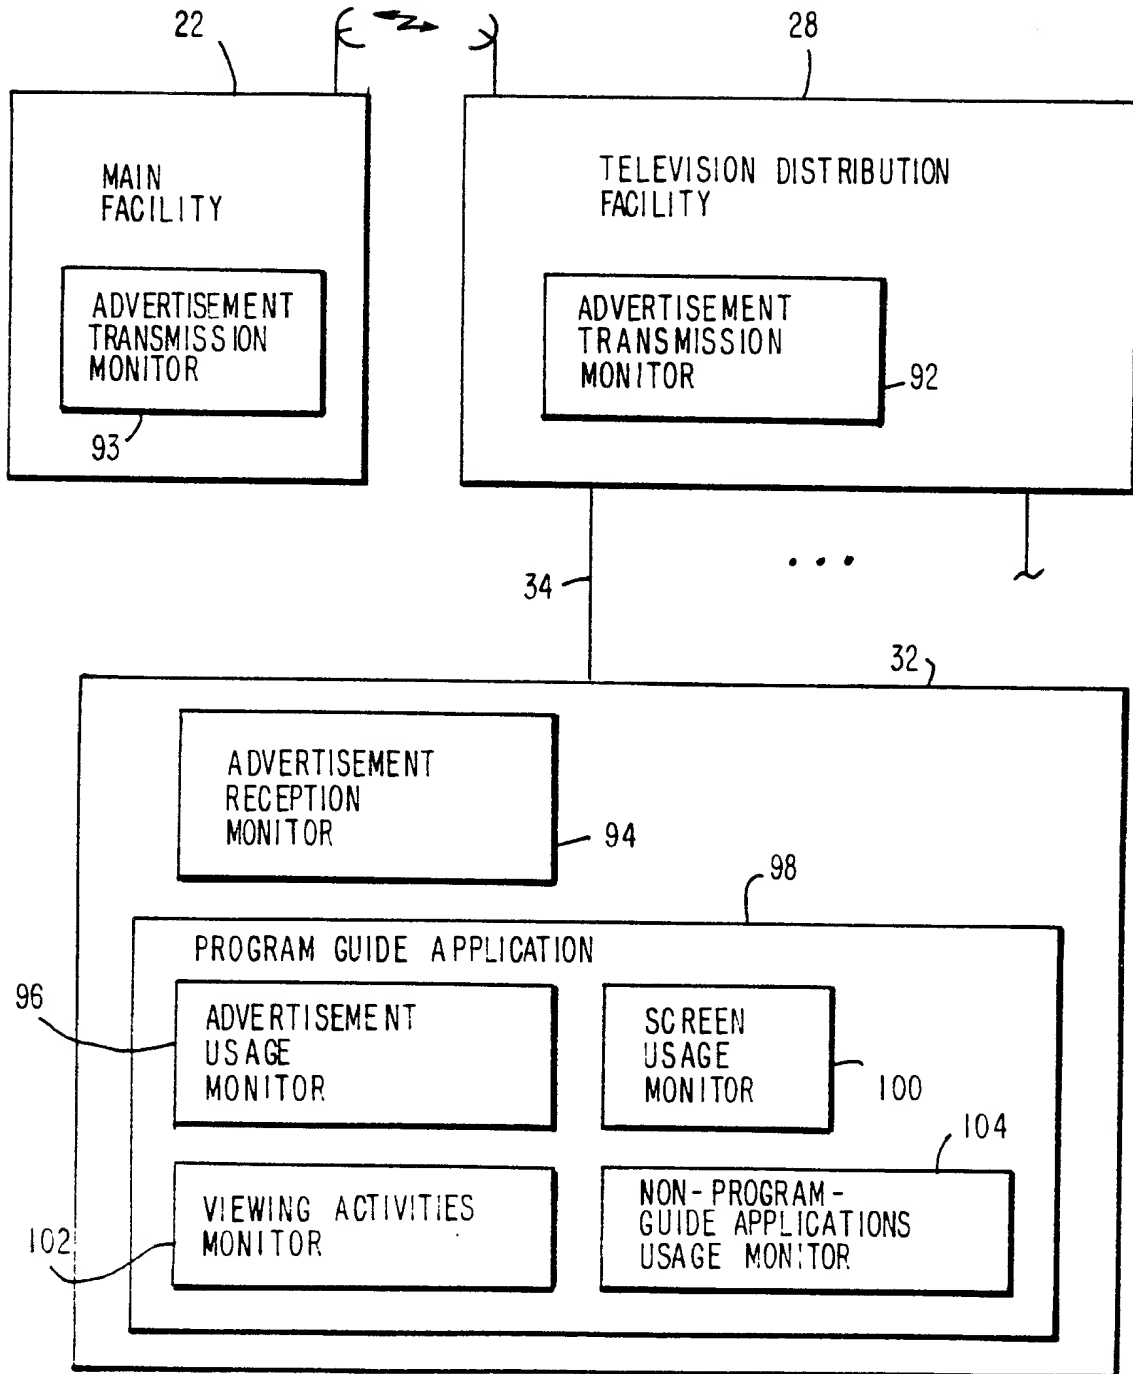 22
28
MAIN
FACILITY
TELEVISION DISTRIBUTION
FACILITY
ADVERTISEMENT
TRANSMISSION
MONITOR
93
ADVERTISEMENT
TRANSMISSION
MONITOR
92
34
...
32
ADVERTISEMENT
RECEPTION
MONITOR
94
98
PROGRAM GUIDE APPLICATION
96
ADVERTISEMENT
USAGE
MONITOR
SCREEN
USAGE
MONITOR
100
104
VIEWING ACTIVITIES
MONITOR
102
NON-PROGRAM-
GUIDE APPLICATIONS
USAGE MONITOR